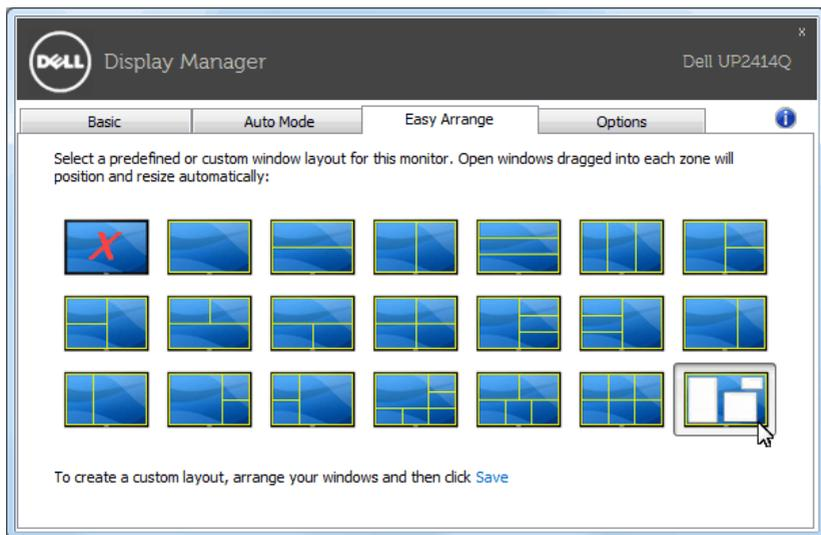 x
DELL Display Manager Dell UP2414Q
Basic Auto Mode Easy Arrange Options i
Select a predefined or custom window layout for this monitor. Open windows dragged into each zone will
position and resize automatically:
X
To create a custom layout, arrange your windows and then click Save